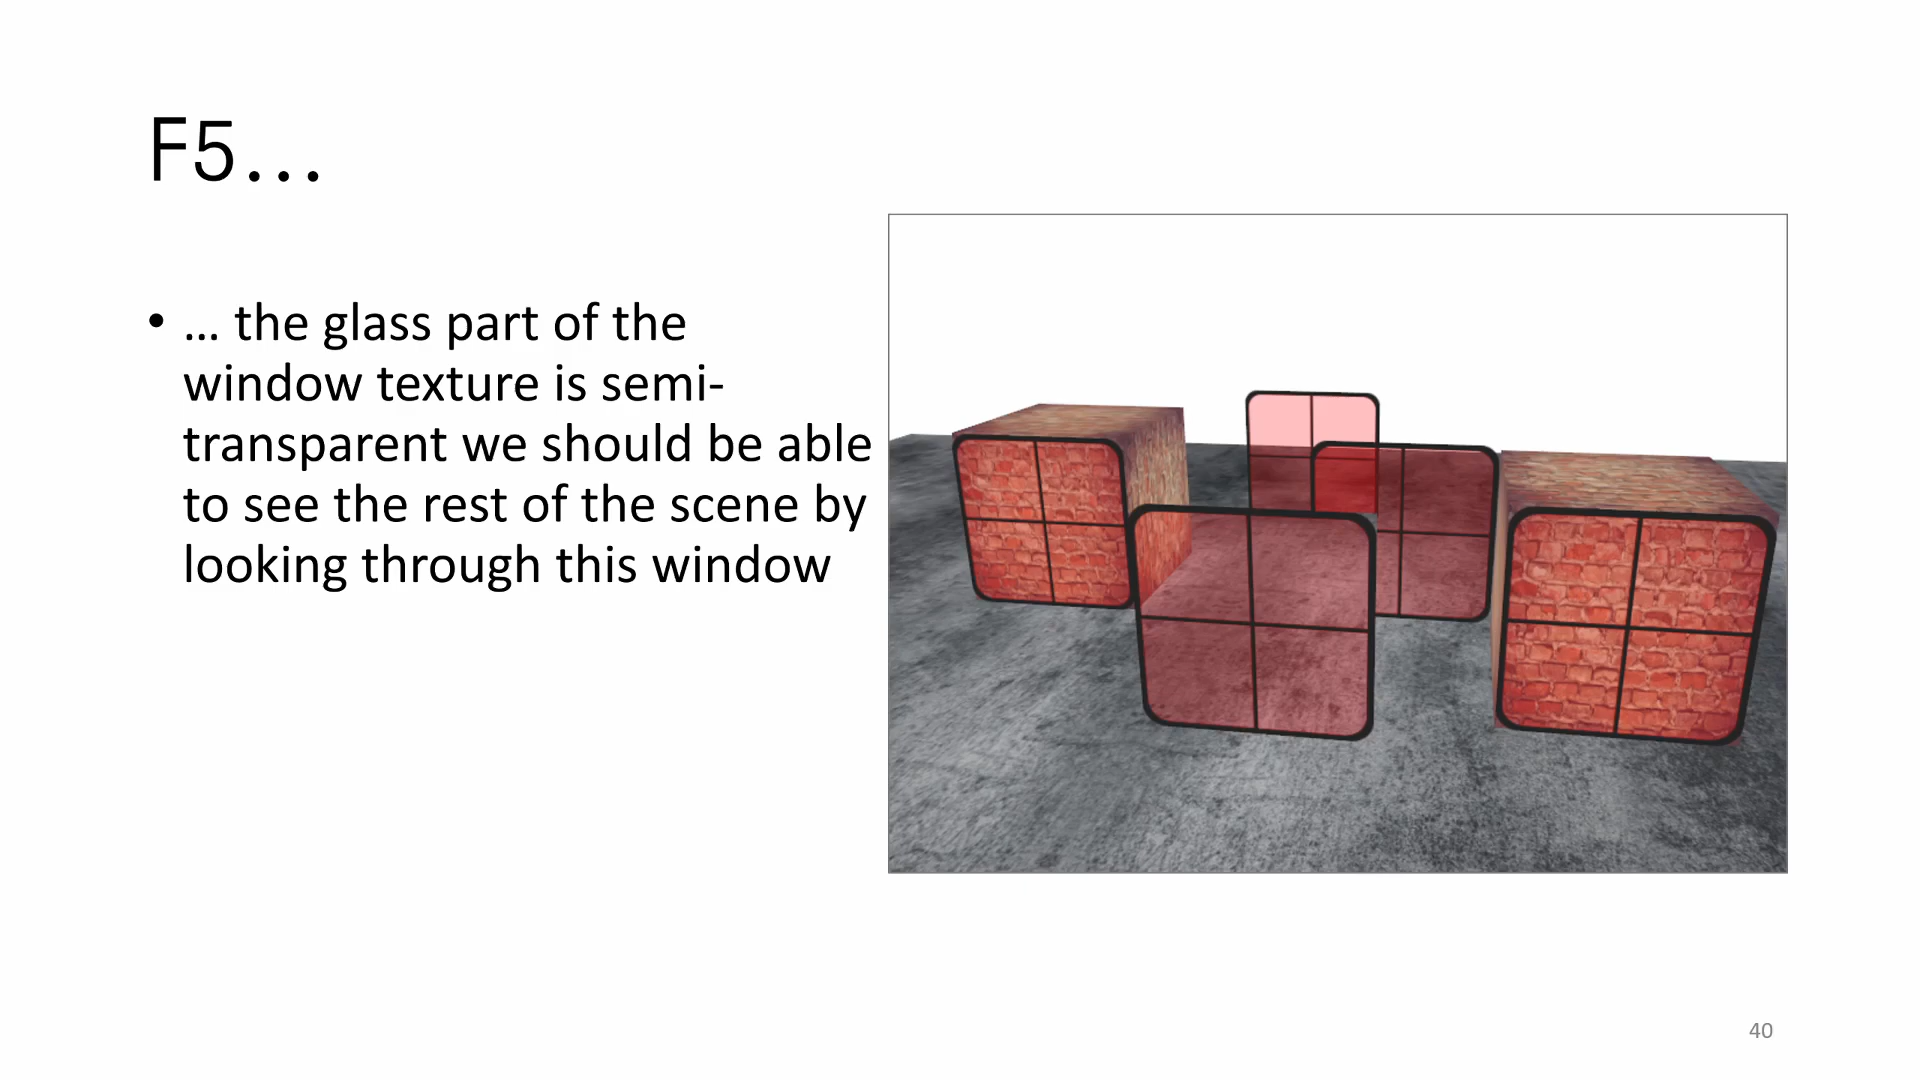 F5...
• ... the glass part of the
window texture is semi-
transparent we should be able
to see the rest of the scene by
looking through this window
40